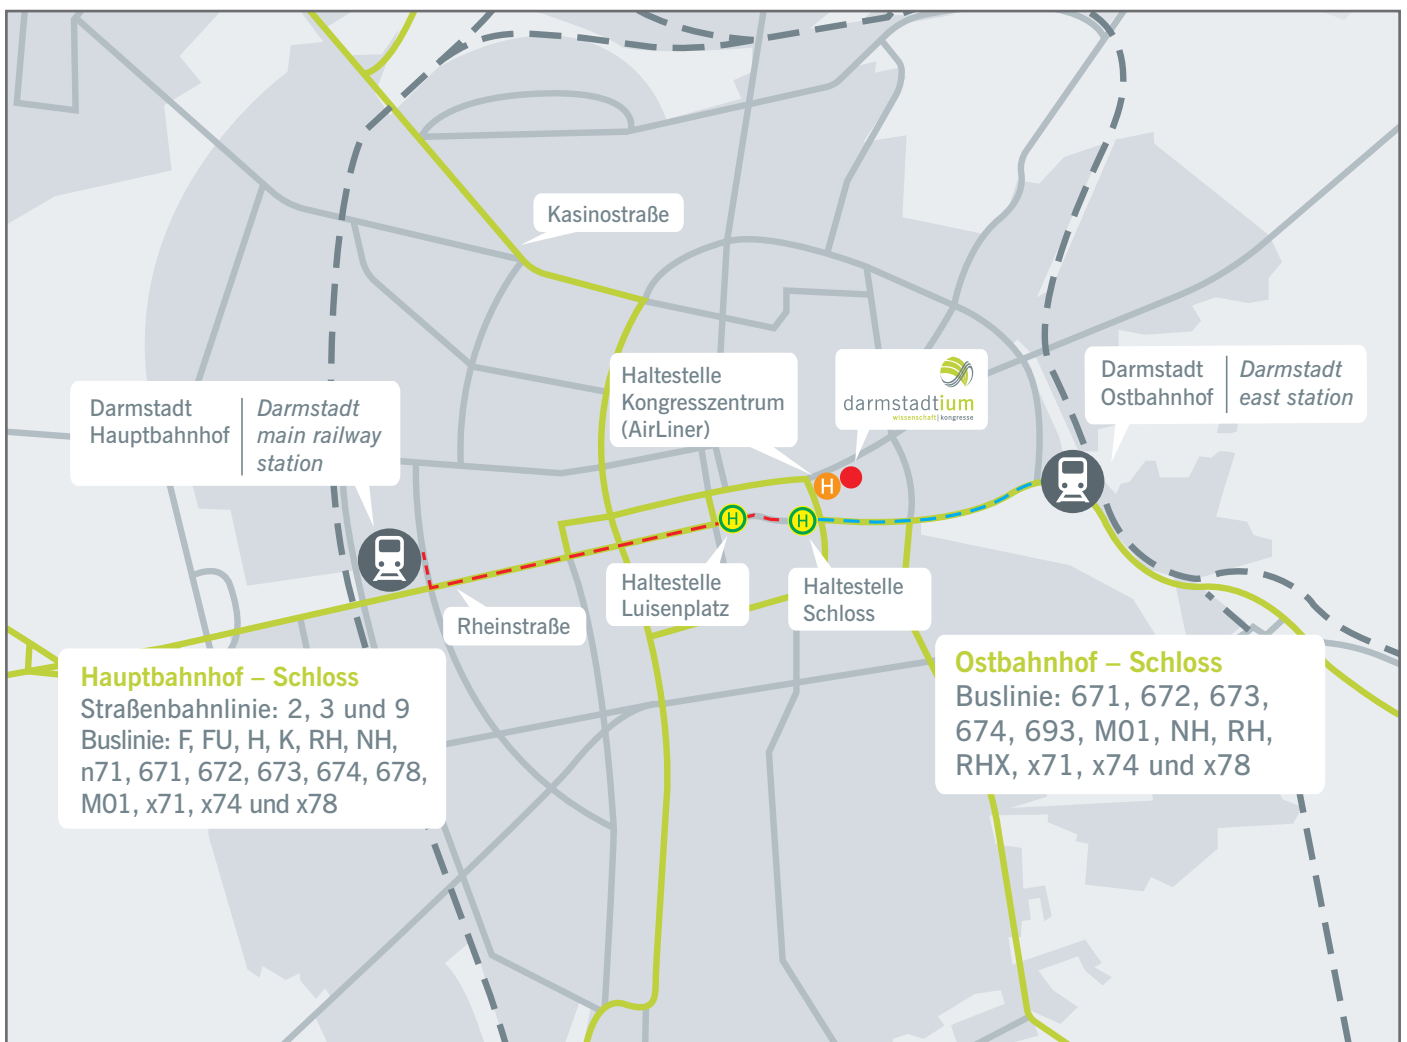 Kasinostraße
Haltestelle
Kongresszentrum
(AirLiner)
darmstadtium
wissenschaft|kongresse
Darmstadt
Ostbahnhof
Darmstadt
east station
Darmstadt
Hauptbahnhof
Darmstadt
main railway
station
H
H
H
Haltestelle
Luisenplatz
Haltestelle
Schloss
Rheinstraße
Hauptbahnhof – Schloss
Straßenbahnlinie: 2, 3 und 9
Buslinie: F, FU, H, K, RH, NH,
n71, 671, 672, 673, 674, 678,
M01, x71, x74 und x78
Ostbahnhof – Schloss
Buslinie: 671, 672, 673,
674, 693, M01, NH, RH,
RHX, x71, x74 und x78